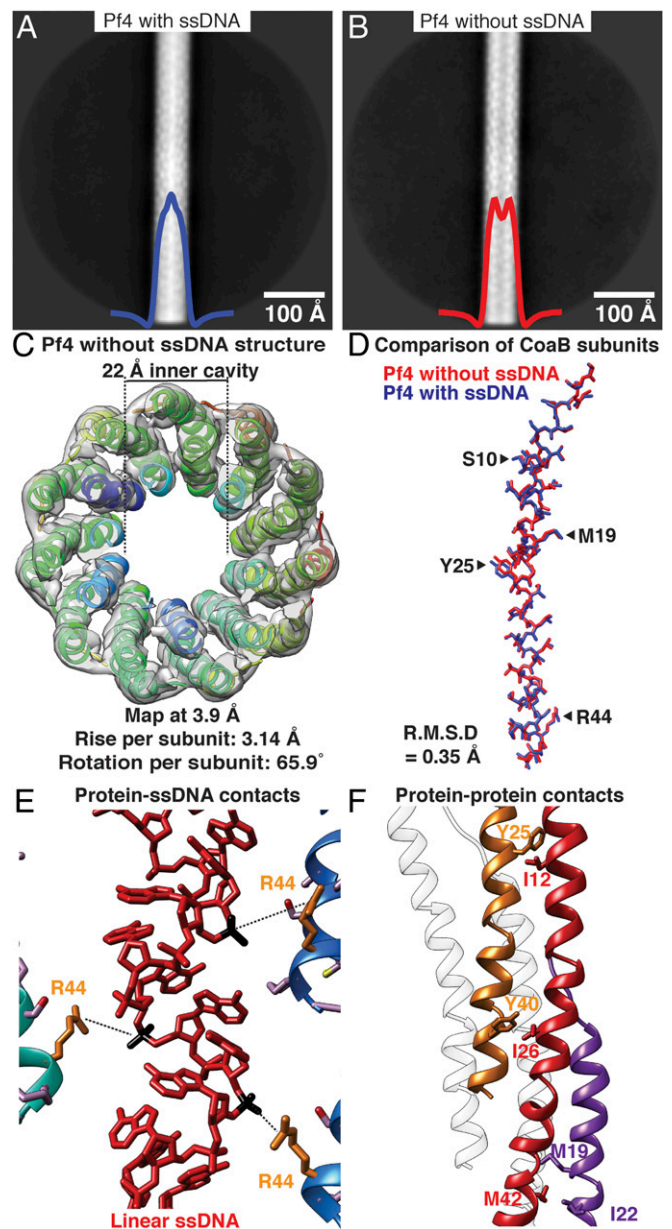 A
Pf4 with ssDNA
100 Å
B
Pf4 without ssDNA
100 Å
C Pf4 without ssDNA structure
22 Å inner cavity
Map at 3.9 Å
Rise per subunit: 3.14 Å
Rotation per subunit: 65.9°
D Comparison of CoaB subunits
Pf4 without ssDNA
Pf4 with ssDNA
S10
M19
Y25
R44
R.M.S.D
= 0.35 Å
E Protein-ssDNA contacts
R44
R44
R44
Linear ssDNA
F Protein-protein contacts
Y25
I12
Y40
I26
M19
M42
I22